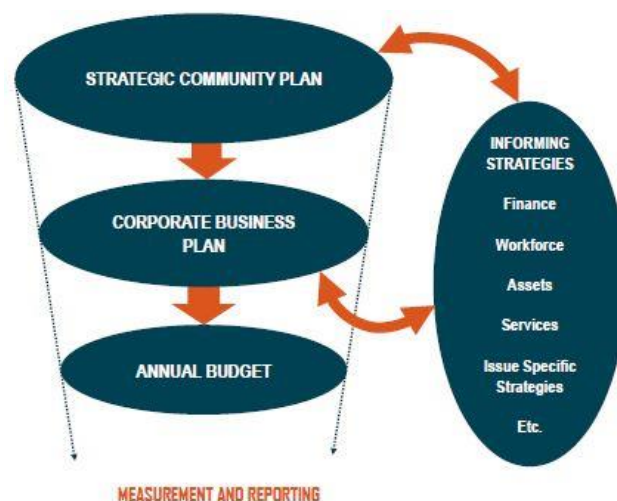 STRATEGIC COMMUNITY PLAN
CORPORATE BUSINESS
PLAN
ANNUAL BUDGET
INFORMING
STRATEGIES
Finance
Workforce
Assets
Services
Issue Specific
Strategies
Etc.
MEASUREMENT AND REPORTING